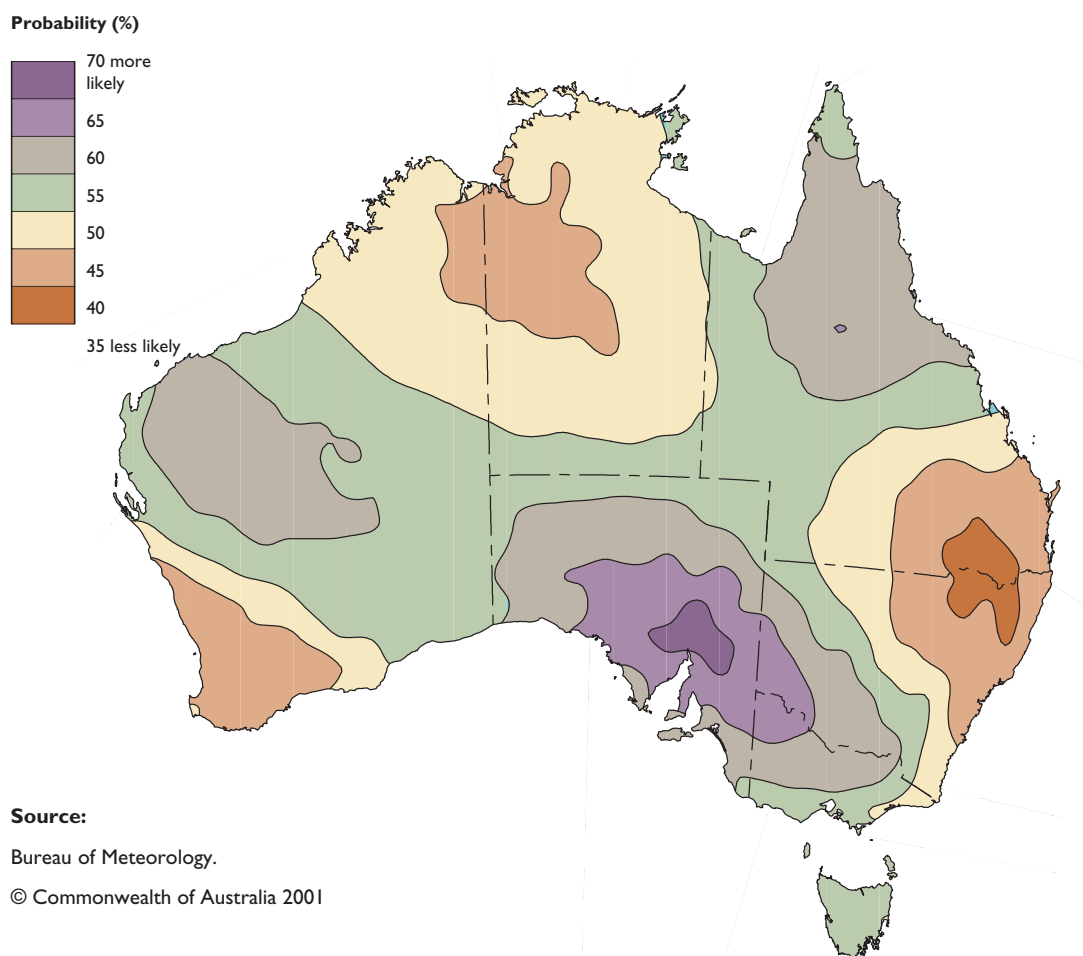 Probability (%)
70 more
likely
65
60
55
50
45
40
35 less likely
Source:
Bureau of Meteorology.
© Commonwealth of Australia 2001